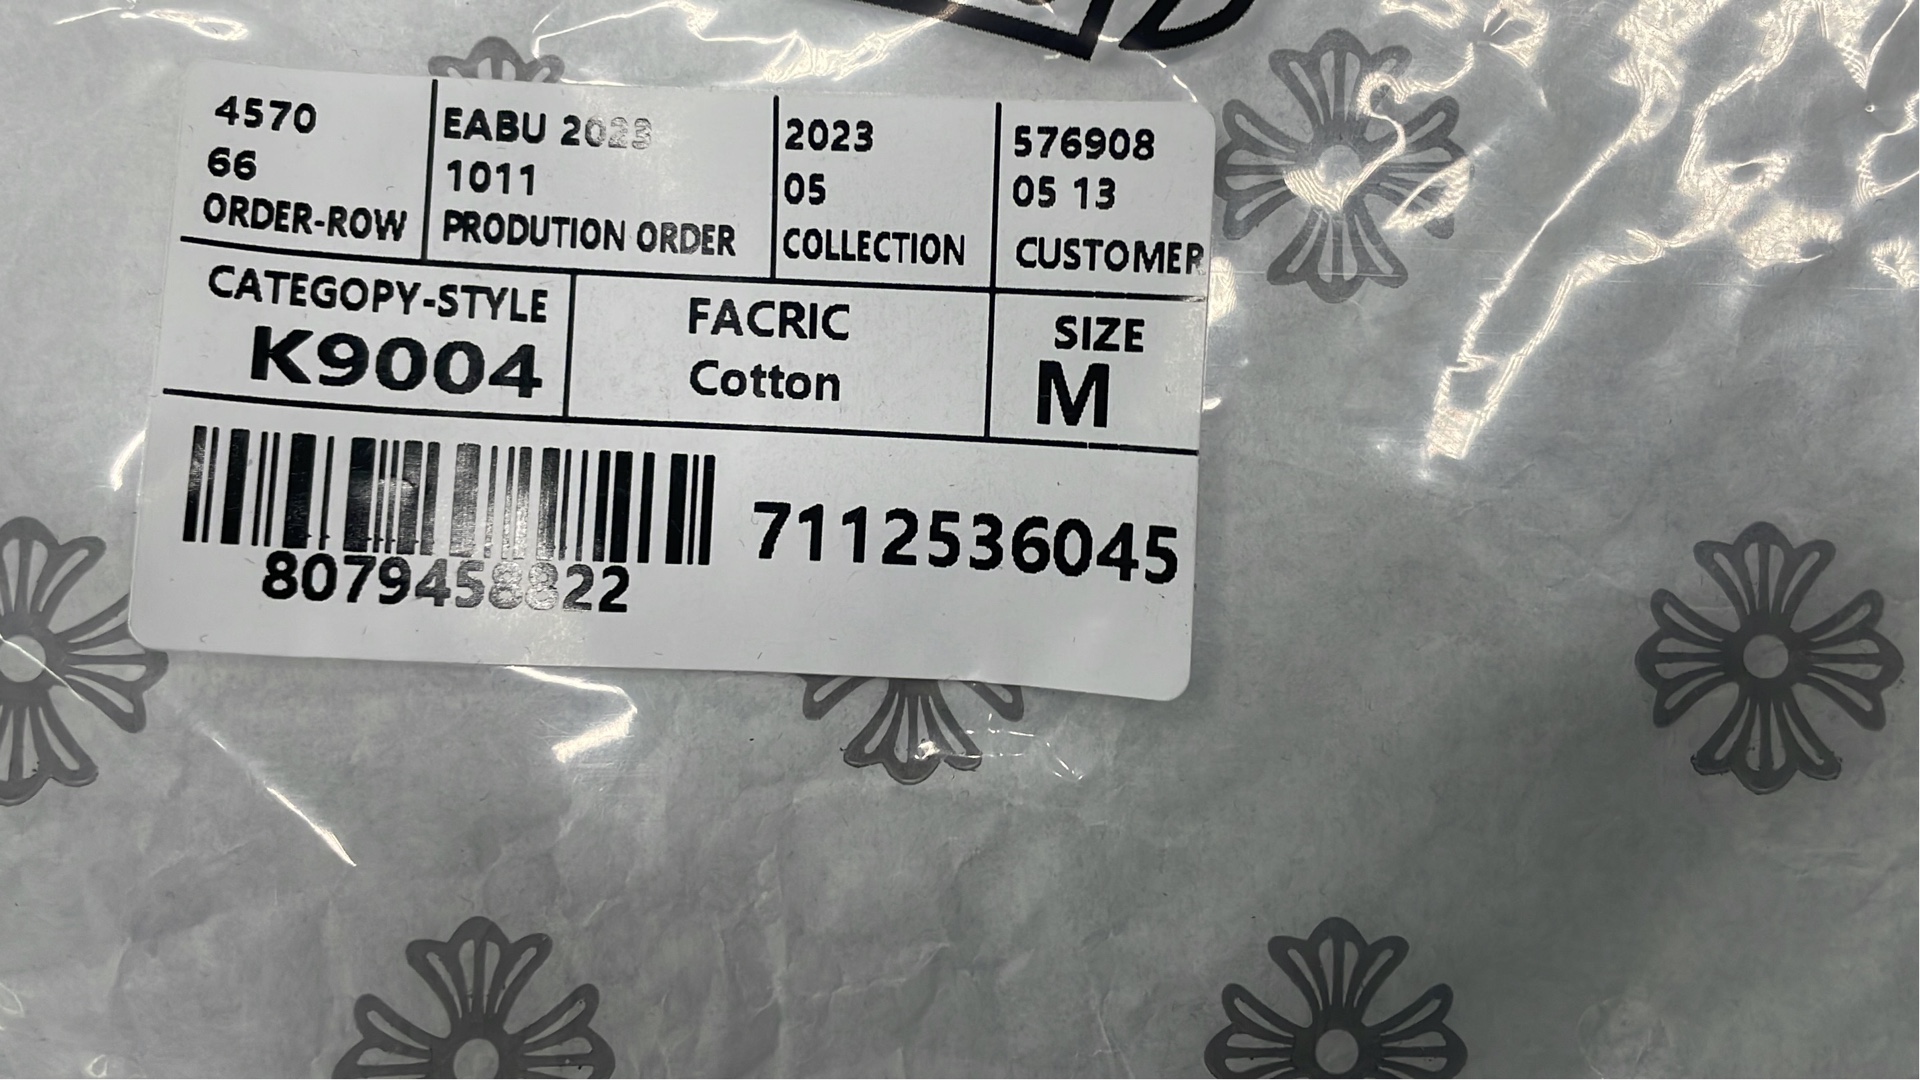 4570
66
ORDER-ROW
EABU 2023
1011
PRODUTION ORDER
2023
05
COLLECTION
576908
05 13
CUSTOMER
CATEGOPY-STYLE
K9004
FACRIC
Cotton
SIZE
M
8079458822
7112536045